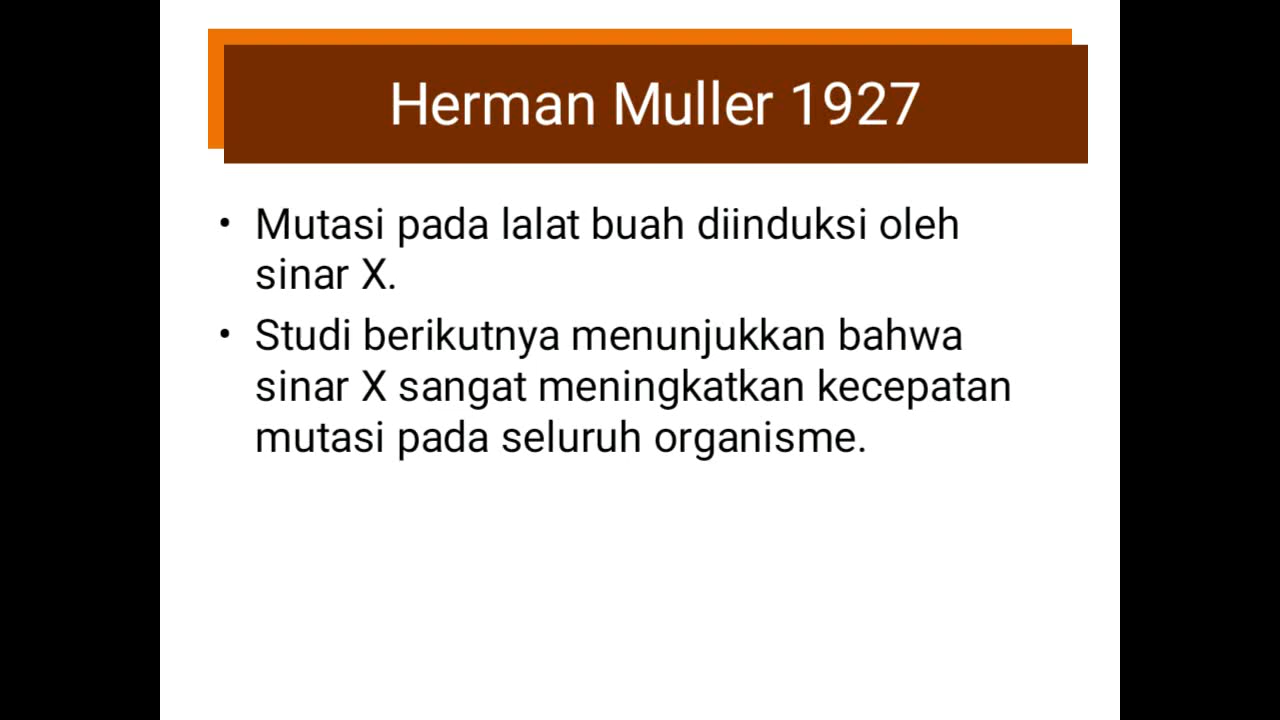 Herman Muller 1927
• Mutasi pada lalat buah diinduksi oleh
sinar X.
• Studi berikutnya menunjukkan bahwa
sinar X sangat meningkatkan kecepatan
mutasi pada seluruh organisme.